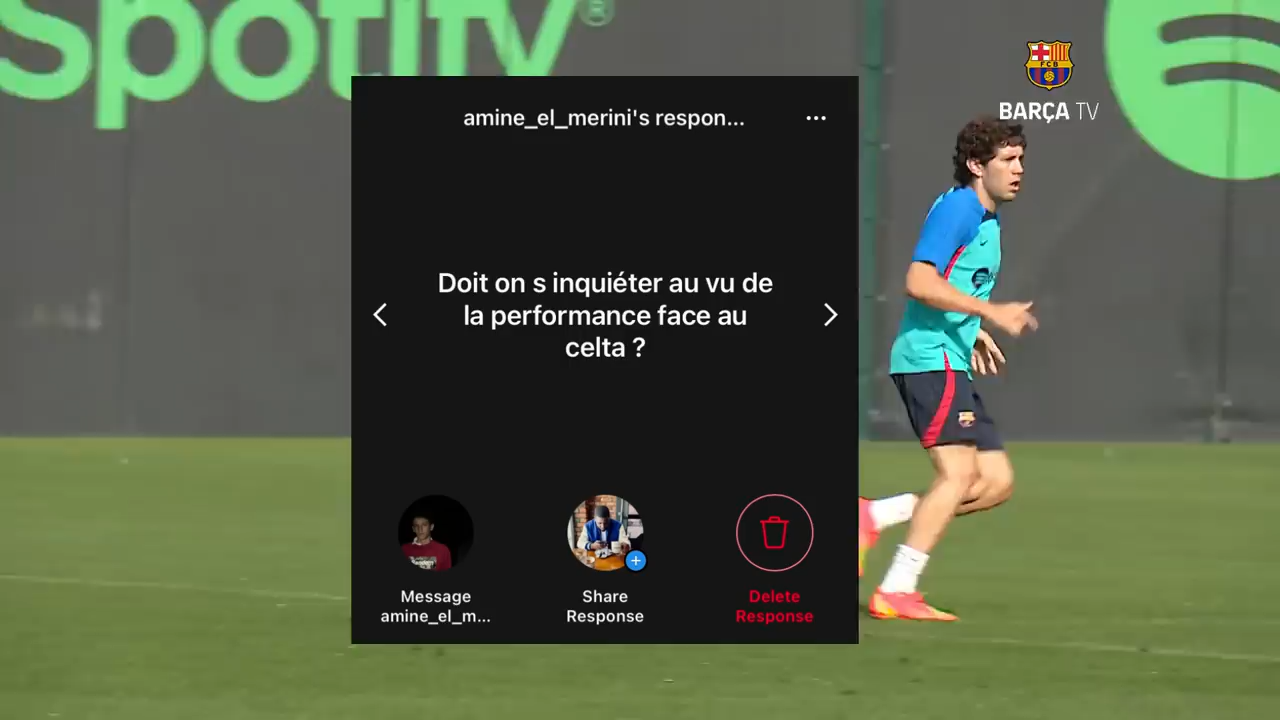 Spotify®
FCB
BARÇA TV
amine_el_merini's respon...
Doit on s inquiéter au vu de
la performance face au
celta ?
Message
amine_el_m...
Share
Response
Delete
Response